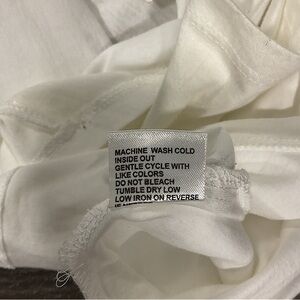 MACHINE WASH COLD
INSIDE OUT
GENTLE CYCLE WITH
LIKE COLORS
DO NOT BLEACH
TUMBLE DRY LOW
LOW IRON ON REVERSE